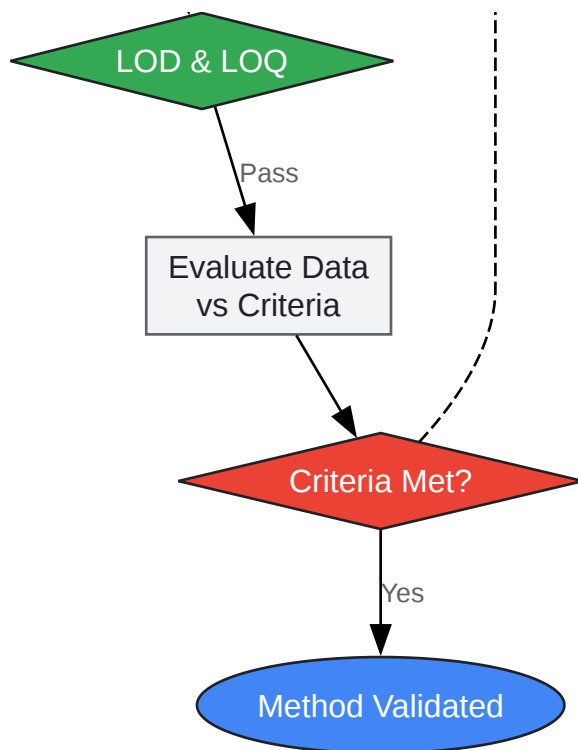 LOD & LOQ
Pass
Evaluate Data
vs Criteria
Criteria Met?
Yes
Method Validated